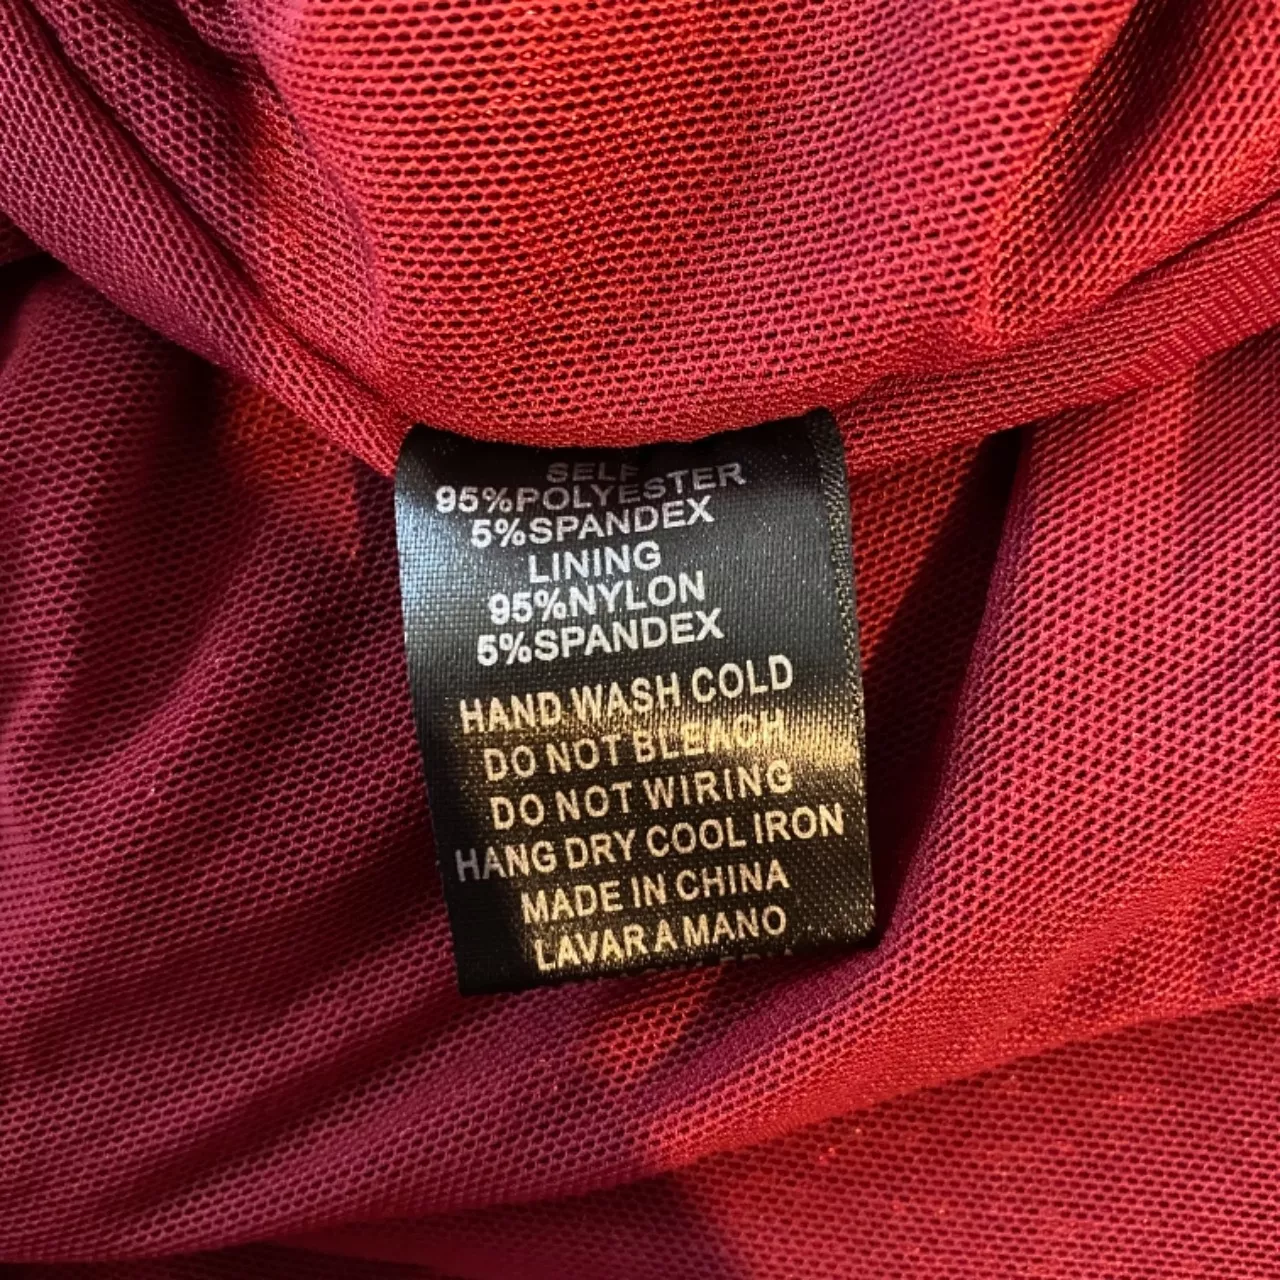 SELF
95%POLYESTER
5%SPANDEX
LINING
95%NYLON
5%SPANDEX
HAND WASH COLD
DO NOT BLEACH
DO NOT WIRING
HANG DRY COOL IRON
MADE IN CHINA
LAVAR A MANO